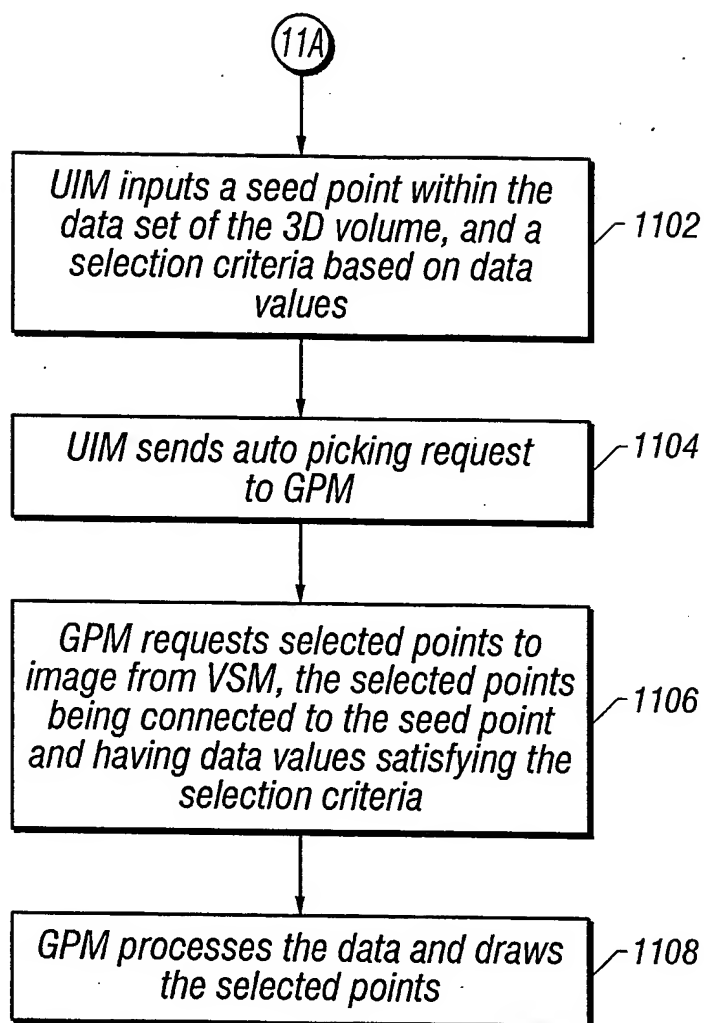 11A
UIM inputs a seed point within the
data set of the 3D volume, and a
selection criteria based on data
values
1102
UIM sends auto picking request
to GPM
1104
GPM requests selected points to
image from VSM, the selected points
being connected to the seed point
and having data values satisfying the
selection criteria
1106
GPM processes the data and draws
the selected points
1108